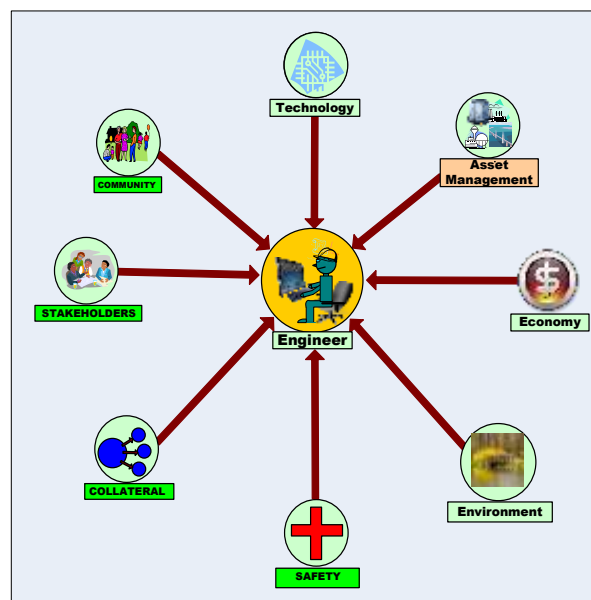 Technology
COMMUNITY
Asset
Management
STAKEHOLDERS
Economy
Engineer
COLLATERAL
Environment
SAFETY